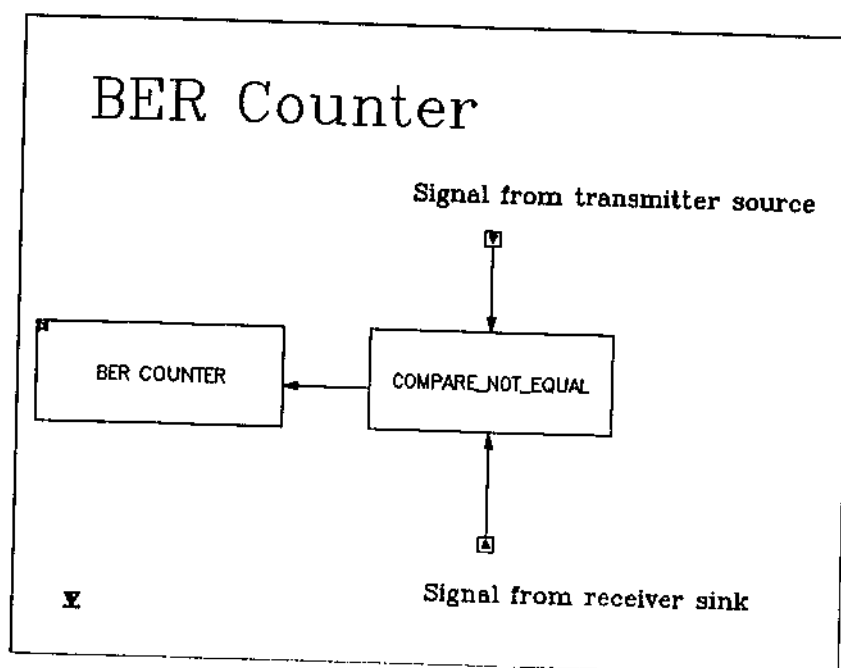 BER Counter
Signal from transmitter source
BER COUNTER
COMPARE_NOT_EQUAL
Signal from receiver sink